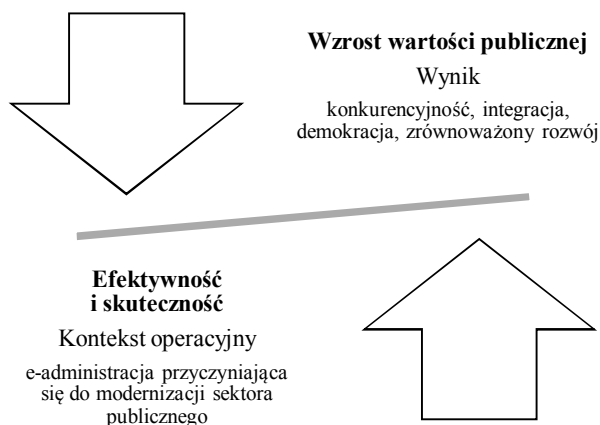 Wzrost wartości publicznej
Wynik
konkurencyjność, integracja,
demokracja, zrównoważony rozwój
Efektywność
i skuteczność
Kontekst operacyjny
e-administracja przyczyniająca
się do modernizacji sektora
publicznego